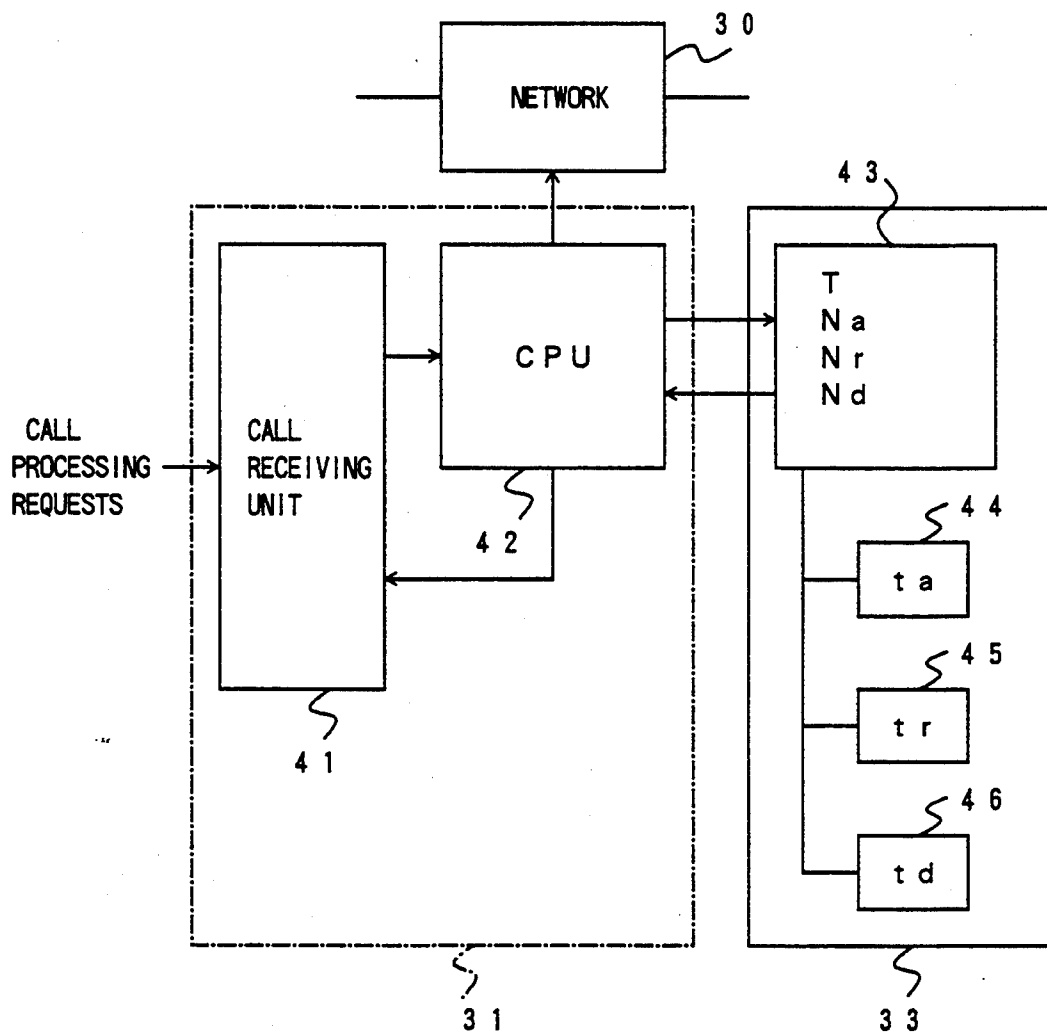 30
NETWORK
43
T
Na
Nr
Nd
CPU
CALL
PROCESSING
REQUESTS
CALL
RECEIVING
UNIT
42
44
ta
45
tr
41
46
td
31
33